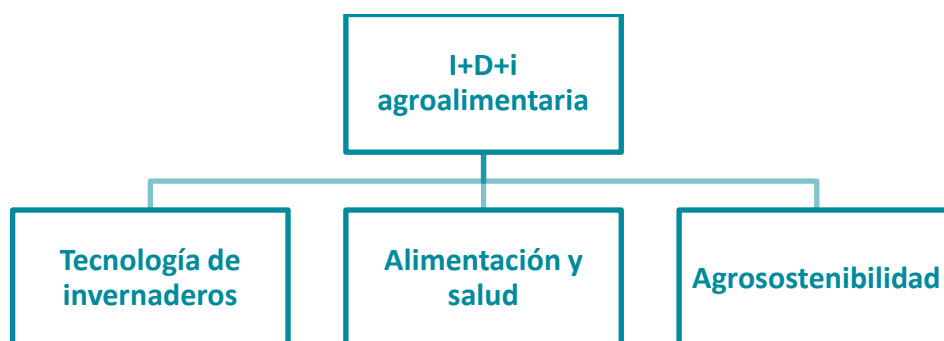 I+D+i
agroalimentaria
Tecnología de
invernaderos
Alimentación y
salud
Agrosostenibilidad